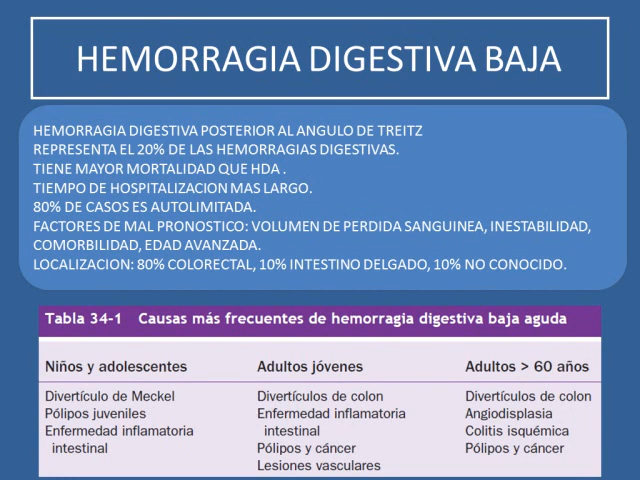 HEMORRAGIA DIGESTIVA BAJA
HEMORRAGIA DIGESTIVA POSTERIOR AL ANGULO DE TREITZ
REPRESENTA EL 20% DE LAS HEMORRAGIAS DIGESTIVAS.
TIENE MAYOR MORTALIDAD QUE HDA .
TIEMPO DE HOSPITALIZACION MAS LARGO.
80% DE CASOS ES AUTOLIMITADA.
FACTORES DE MAL PRONOSTICO: VOLUMEN DE PERDIDA SANGUINEA, INESTABILIDAD,
COMORBILIDAD, EDAD AVANZADA.
LOCALIZACION: 80% COLORECTAL, 10% INTESTINO DELGADO, 10% NO CONOCIDO.
Tabla 34-1 Causas más frecuentes de hemorragia digestiva baja aguda
Niños y adolescentes Adultos jóvenes Adultos > 60 años
Divertículo de Meckel Divertículos de colon Divertículos de colon
Pólipos juveniles Enfermedad inflamatoria Angiodisplasia
Enfermedad inflamatoria intestinal Colitis isquémica
intestinal Pólipos y cáncer Pólipos y cáncer
Lesiones vasculares